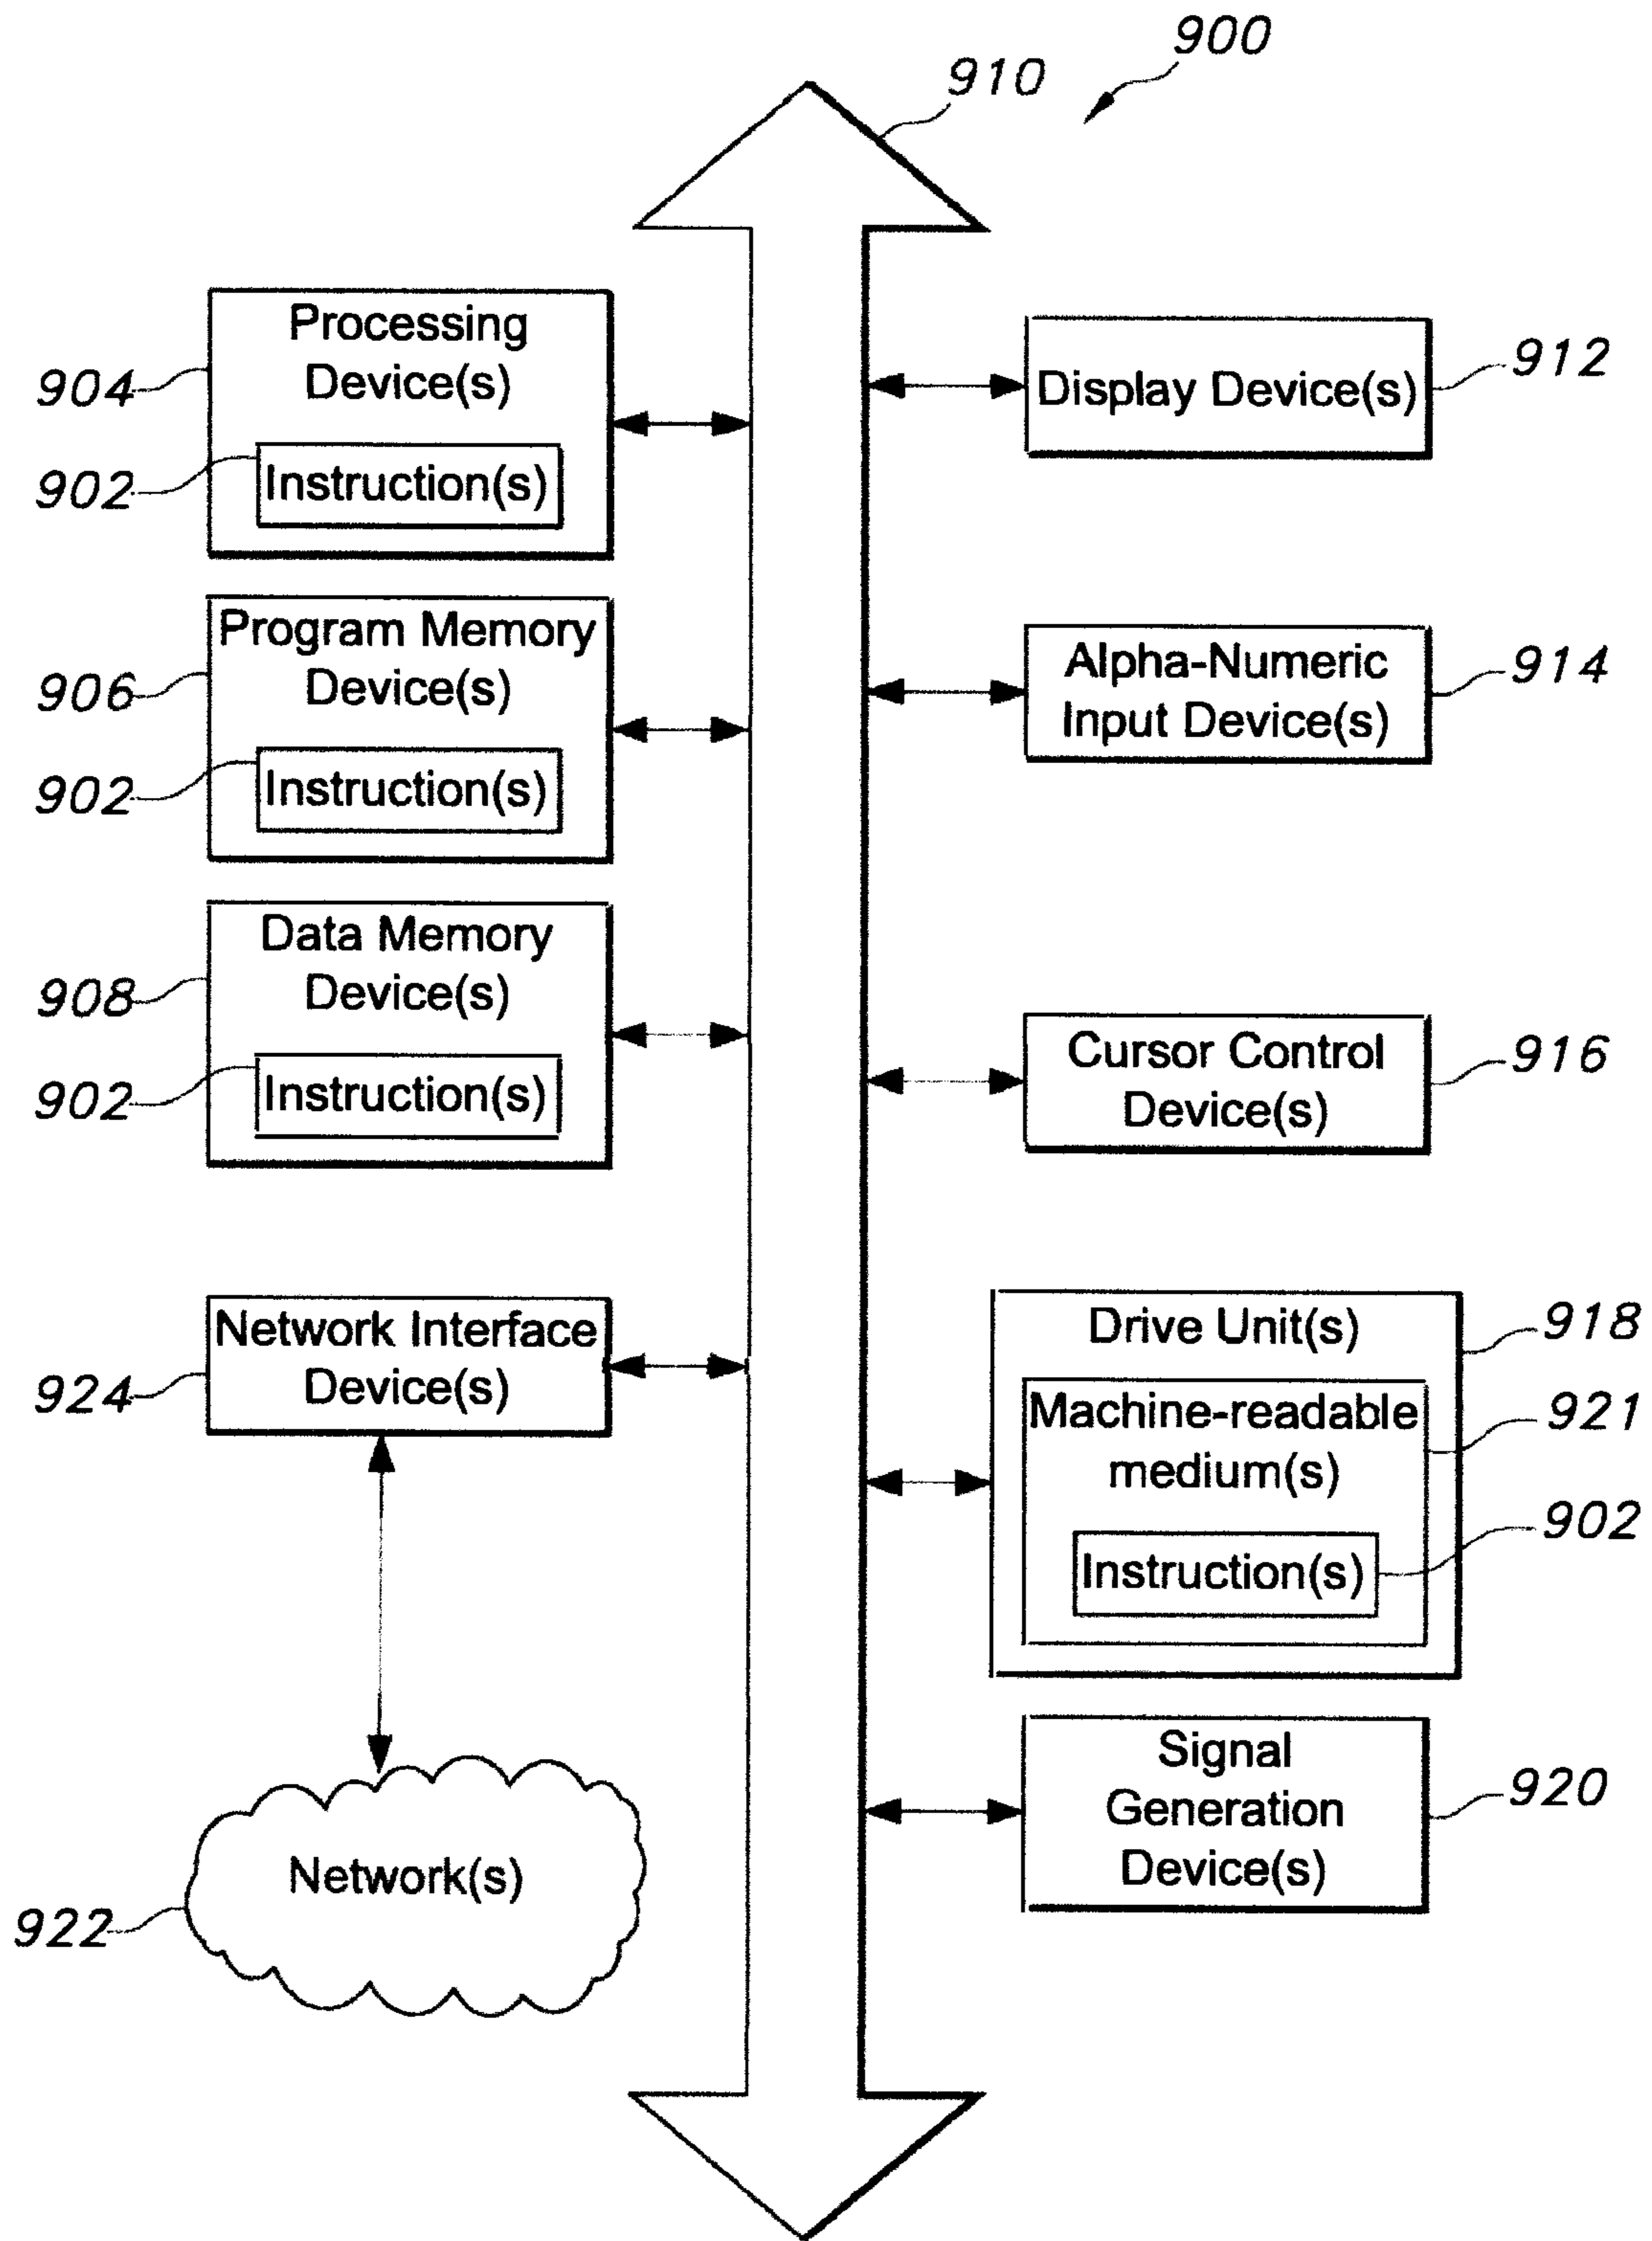 900
910
Processing
Device(s)
904
Instruction(s)
902
Program Memory
Device(s)
906
Instruction(s)
902
Data Memory
Device(s)
908
Instruction(s)
902
Network Interface
Device(s)
924
Network(s)
922
Display Device(s)
912
Alpha-Numeric
Input Device(s)
914
Cursor Control
Device(s)
916
Drive Unit(s)
918
Machine-readable
medium(s)
921
Instruction(s)
902
Signal
Generation
Device(s)
920